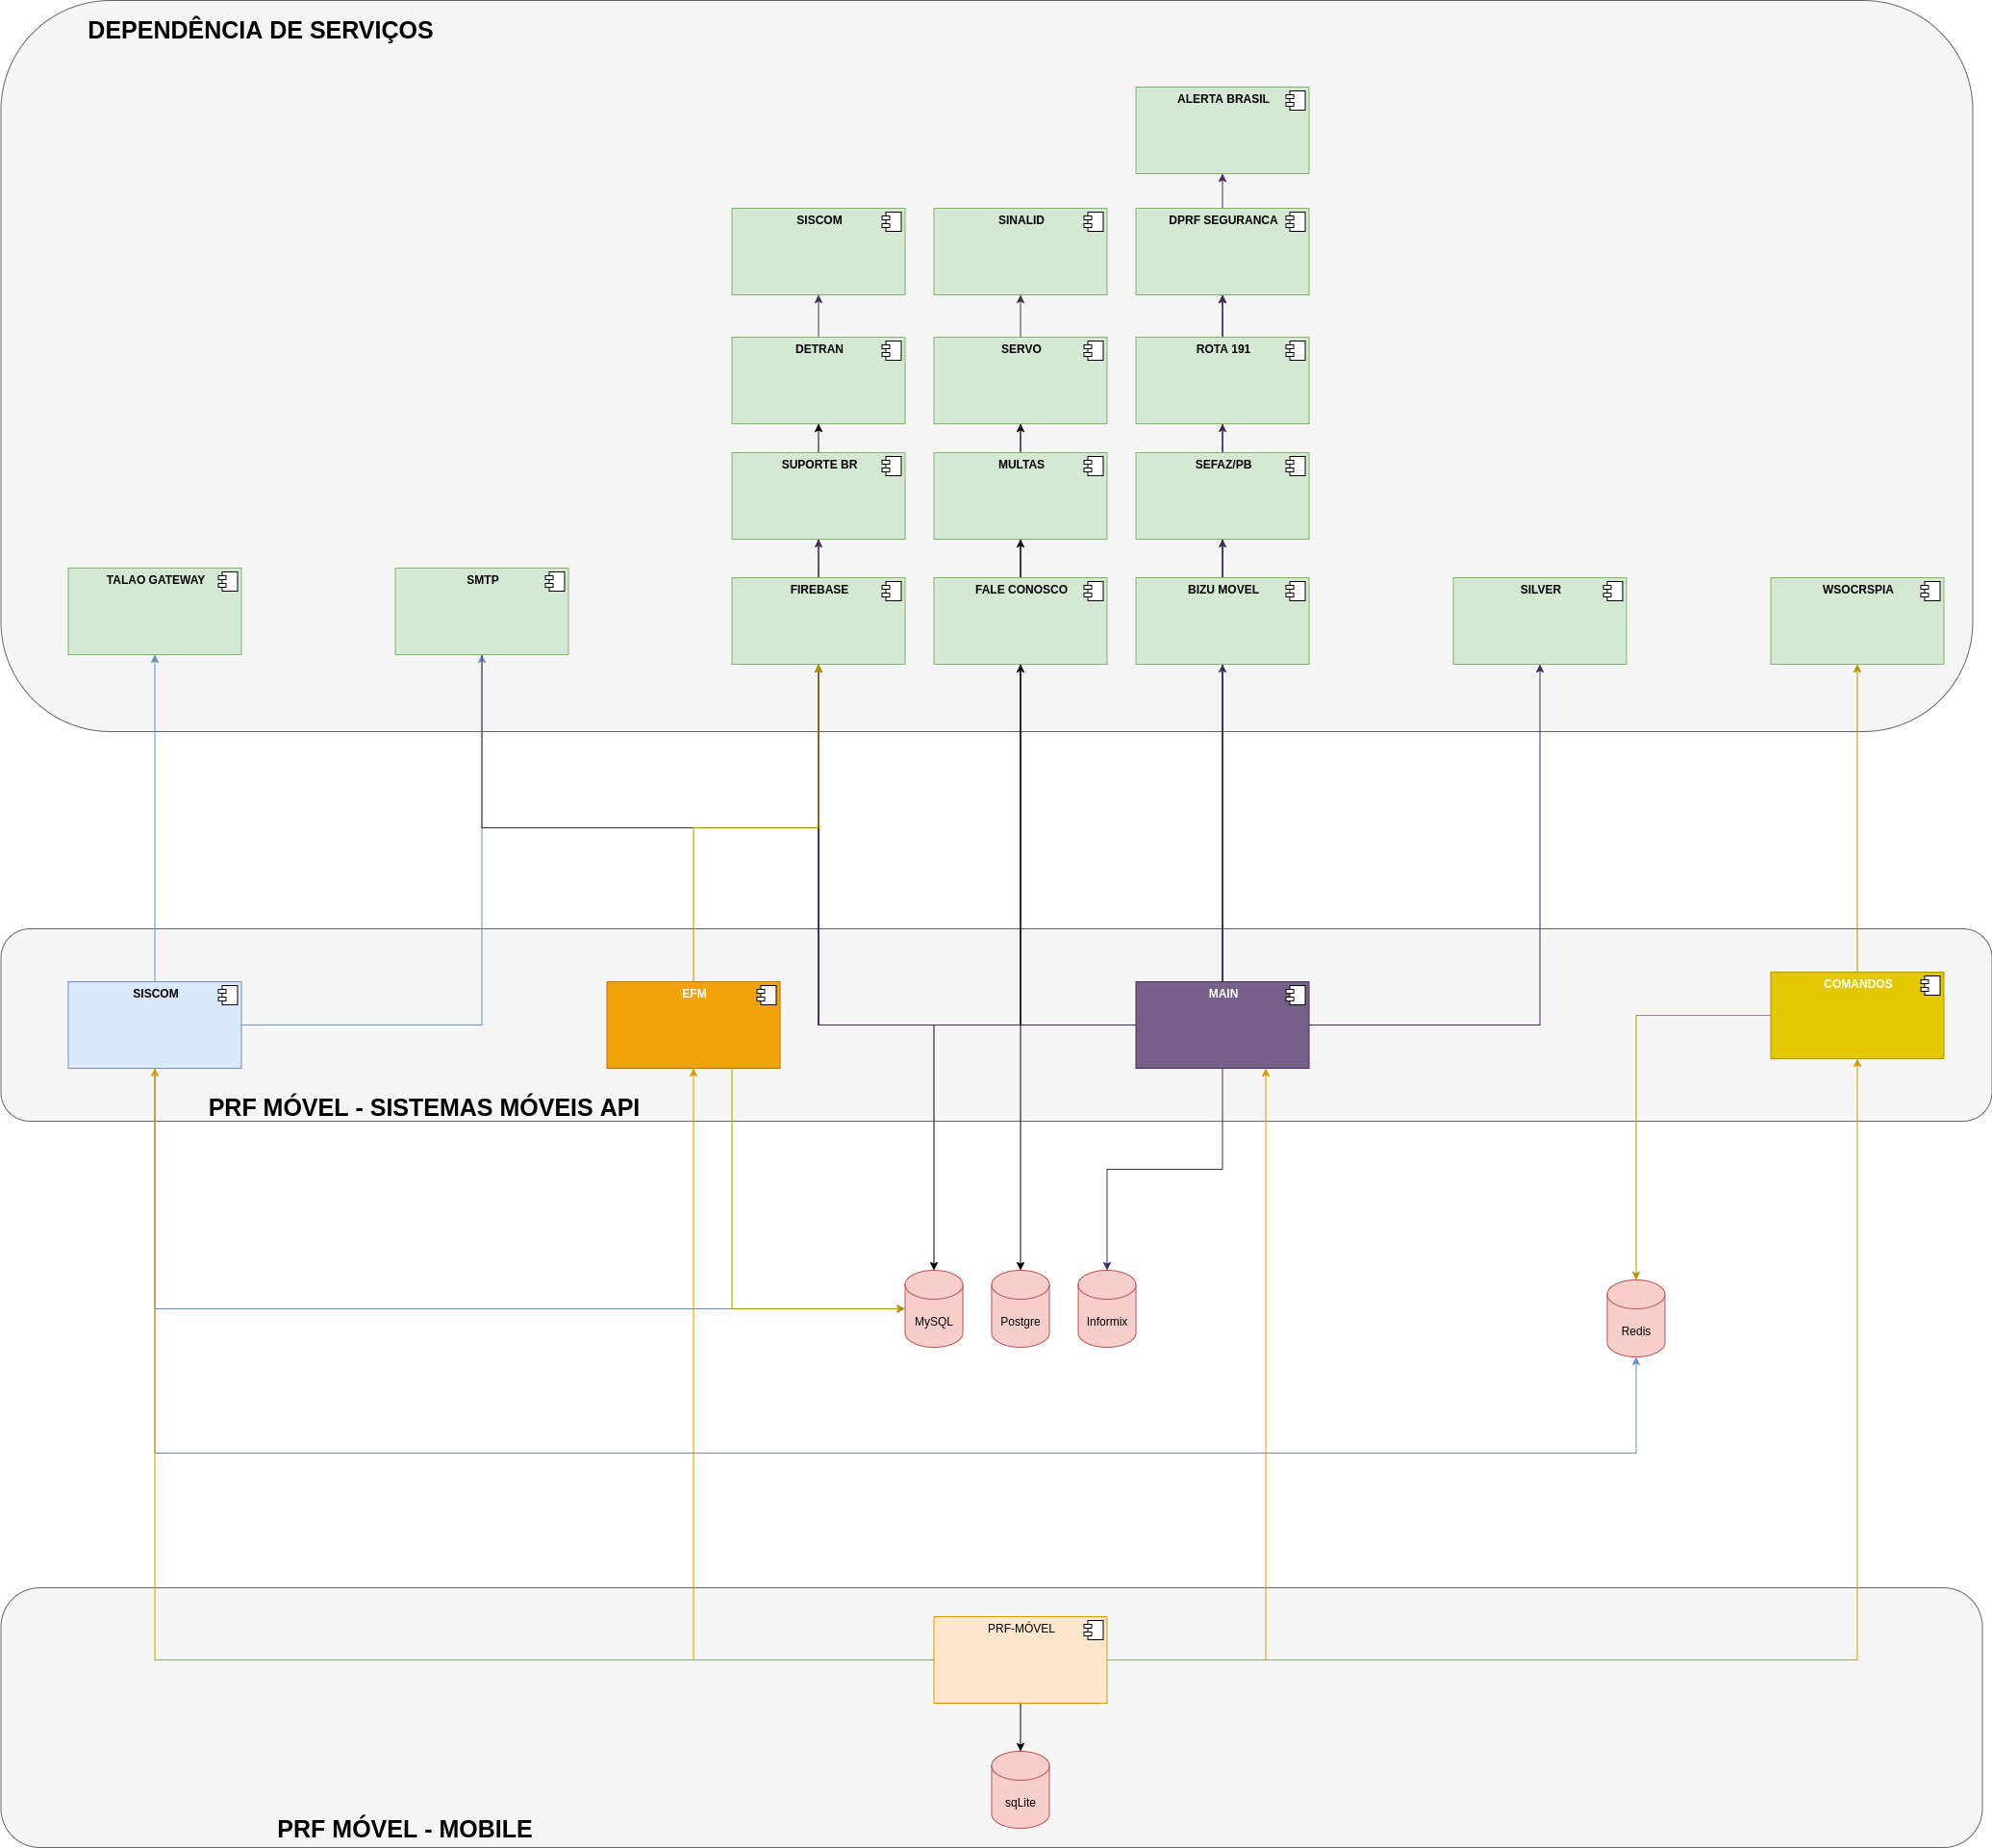 DEPENDÊNCIA DE SERVIÇOS
ALERTA BRASIL
SISCOM
SINALID
DPRF SEGURANCA
DETRAN
SERVO
ROTA 191
SUPORTE BR
MULTAS
SEFAZ/PB
TALAO GATEWAY
SMTP
FIREBASE
FALE CONOSCO
BIZU MOVEL
SILVER
WSOCRSPIA
SISCOM
EFM
MAIN
COMANDOS
PRF MÓVEL - SISTEMAS MÓVEIS API
MySQL
Postgre
Informix
Redis
PRF-MÓVEL
sqLite
PRF MÓVEL - MOBILE